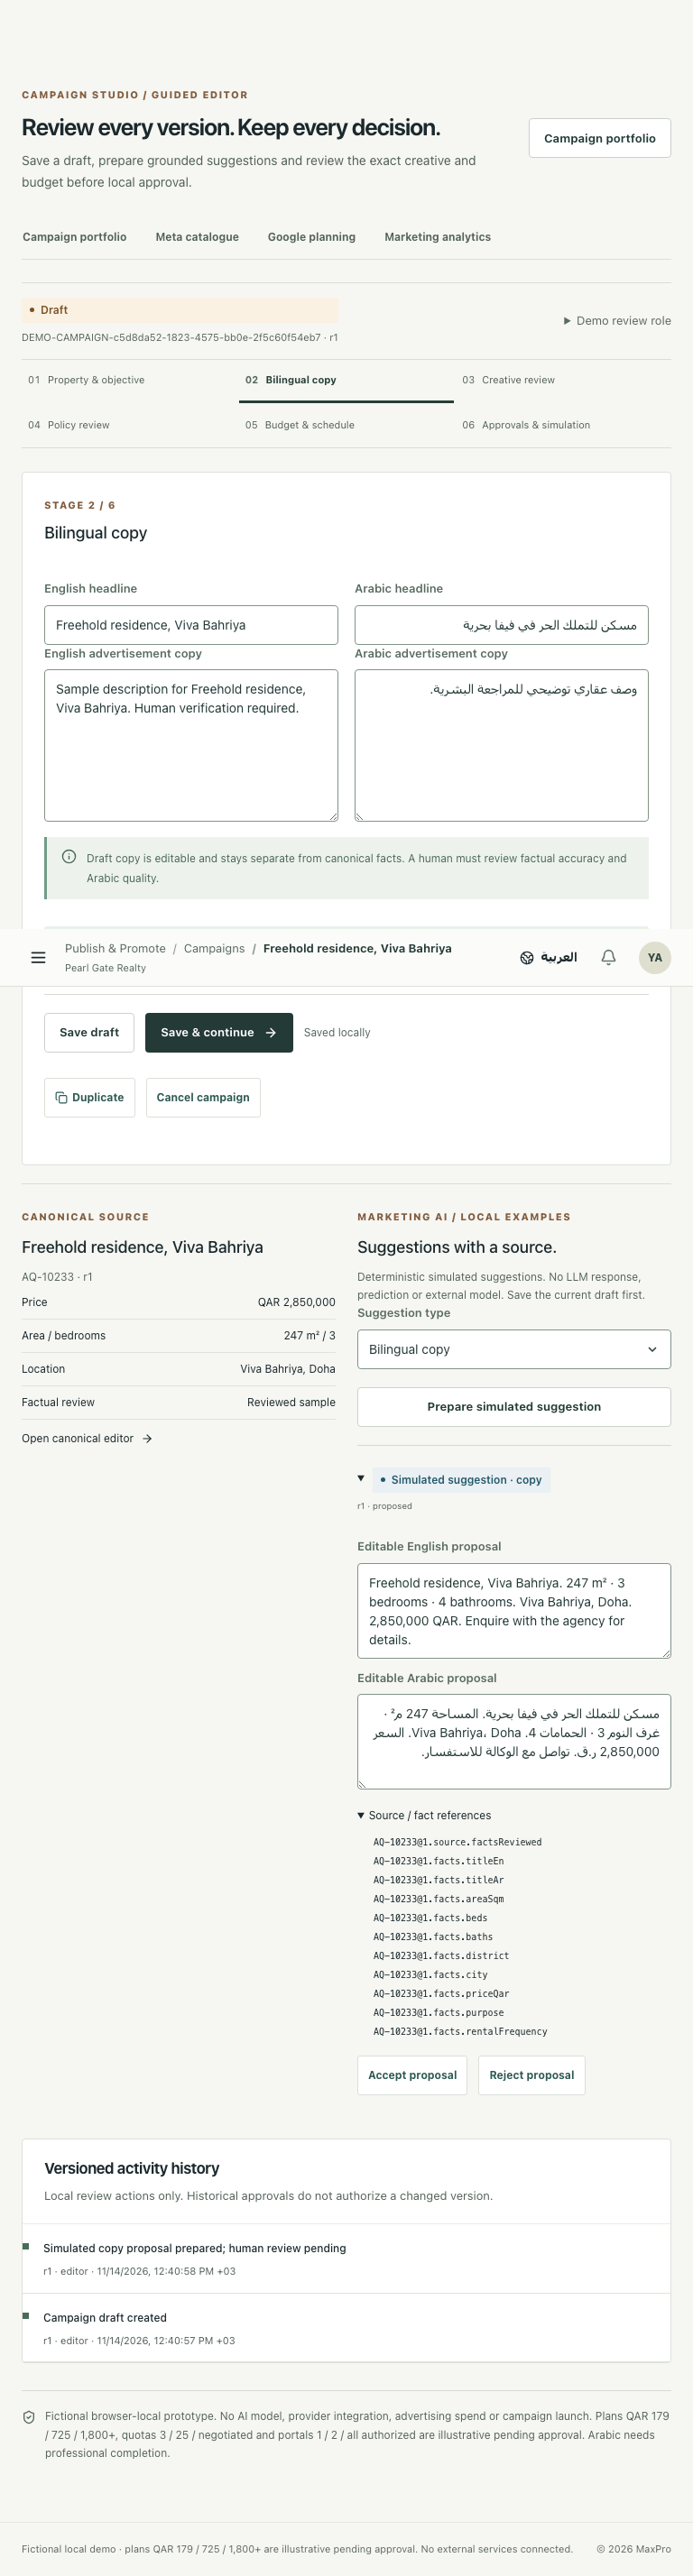 CAMPAIGN STUDIO / GUIDED EDITOR
Review every version. Keep every decision.
Save a draft, prepare grounded suggestions and review the exact creative and
budget before local approval.
Campaign portfolio
Campaign portfolio
Meta catalogue
Google planning
Marketing analytics
Draft
DEMO-CAMPAIGN-c5d8da52-1823-4575-bb0e-2f5c60f54eb7 · r1
Demo review role
01 Property & objective
02 Bilingual copy
03 Creative review
04 Policy review
05 Budget & schedule
06 Approvals & simulation
STAGE 2 / 6
Bilingual copy
English headline
Arabic headline
Freehold residence, Viva Bahriya
مسكن للتملك الحر في فيفا بحرية
English advertisement copy
Arabic advertisement copy
Sample description for Freehold residence,
Viva Bahriya. Human verification required.
وصف عقاري توضيحي للمراجعة البشرية.
Draft copy is editable and stays separate from canonical facts. A human must review factual accuracy and
Arabic quality.
Publish & Promote / Campaigns / Freehold residence, Viva Bahriya
Pearl Gate Realty
العربية
YA
Save draft
Save & continue
Saved locally
Duplicate
Cancel campaign
CANONICAL SOURCE
Freehold residence, Viva Bahriya
AQ-10233 · r1
Price QAR 2,850,000
Area / bedrooms 247 m² / 3
Location Viva Bahriya, Doha
Factual review Reviewed sample
Open canonical editor
MARKETING AI / LOCAL EXAMPLES
Suggestions with a source.
Deterministic simulated suggestions. No LLM response,
prediction or external model. Save the current draft first.
Suggestion type
Bilingual copy
Prepare simulated suggestion
Simulated suggestion · copy
r1 · proposed
Editable English proposal
Freehold residence, Viva Bahriya. 247 m² · 3
bedrooms · 4 bathrooms. Viva Bahriya, Doha.
2,850,000 QAR. Enquire with the agency for
details.
Editable Arabic proposal
مسكن للتملك الحر في فيفا بحرية. المساحة 247 م² ·
غرف النوم 3 · الحمامات 4. Viva Bahriya، Doha. السعر
2,850,000 ر.ق. تواصل مع الوكالة للاستفسار.
Source / fact references
AQ-10233@1.source.factsReviewed
AQ-10233@1.facts.titleEn
AQ-10233@1.facts.titleAr
AQ-10233@1.facts.areaSqm
AQ-10233@1.facts.beds
AQ-10233@1.facts.baths
AQ-10233@1.facts.district
AQ-10233@1.facts.city
AQ-10233@1.facts.priceQar
AQ-10233@1.facts.purpose
AQ-10233@1.facts.rentalFrequency
Accept proposal
Reject proposal
Versioned activity history
Local review actions only. Historical approvals do not authorize a changed version.
Simulated copy proposal prepared; human review pending
r1 · editor · 11/14/2026, 12:40:58 PM +03
Campaign draft created
r1 · editor · 11/14/2026, 12:40:57 PM +03
Fictional browser-local prototype. No AI model, provider integration, advertising spend or campaign launch. Plans QAR 179
/ 725 / 1,800+, quotas 3 / 25 / negotiated and portals 1 / 2 / all authorized are illustrative pending approval. Arabic needs
professional completion.
Fictional local demo · plans QAR 179 / 725 / 1,800+ are illustrative pending approval. No external services connected.
© 2026 MaxPro